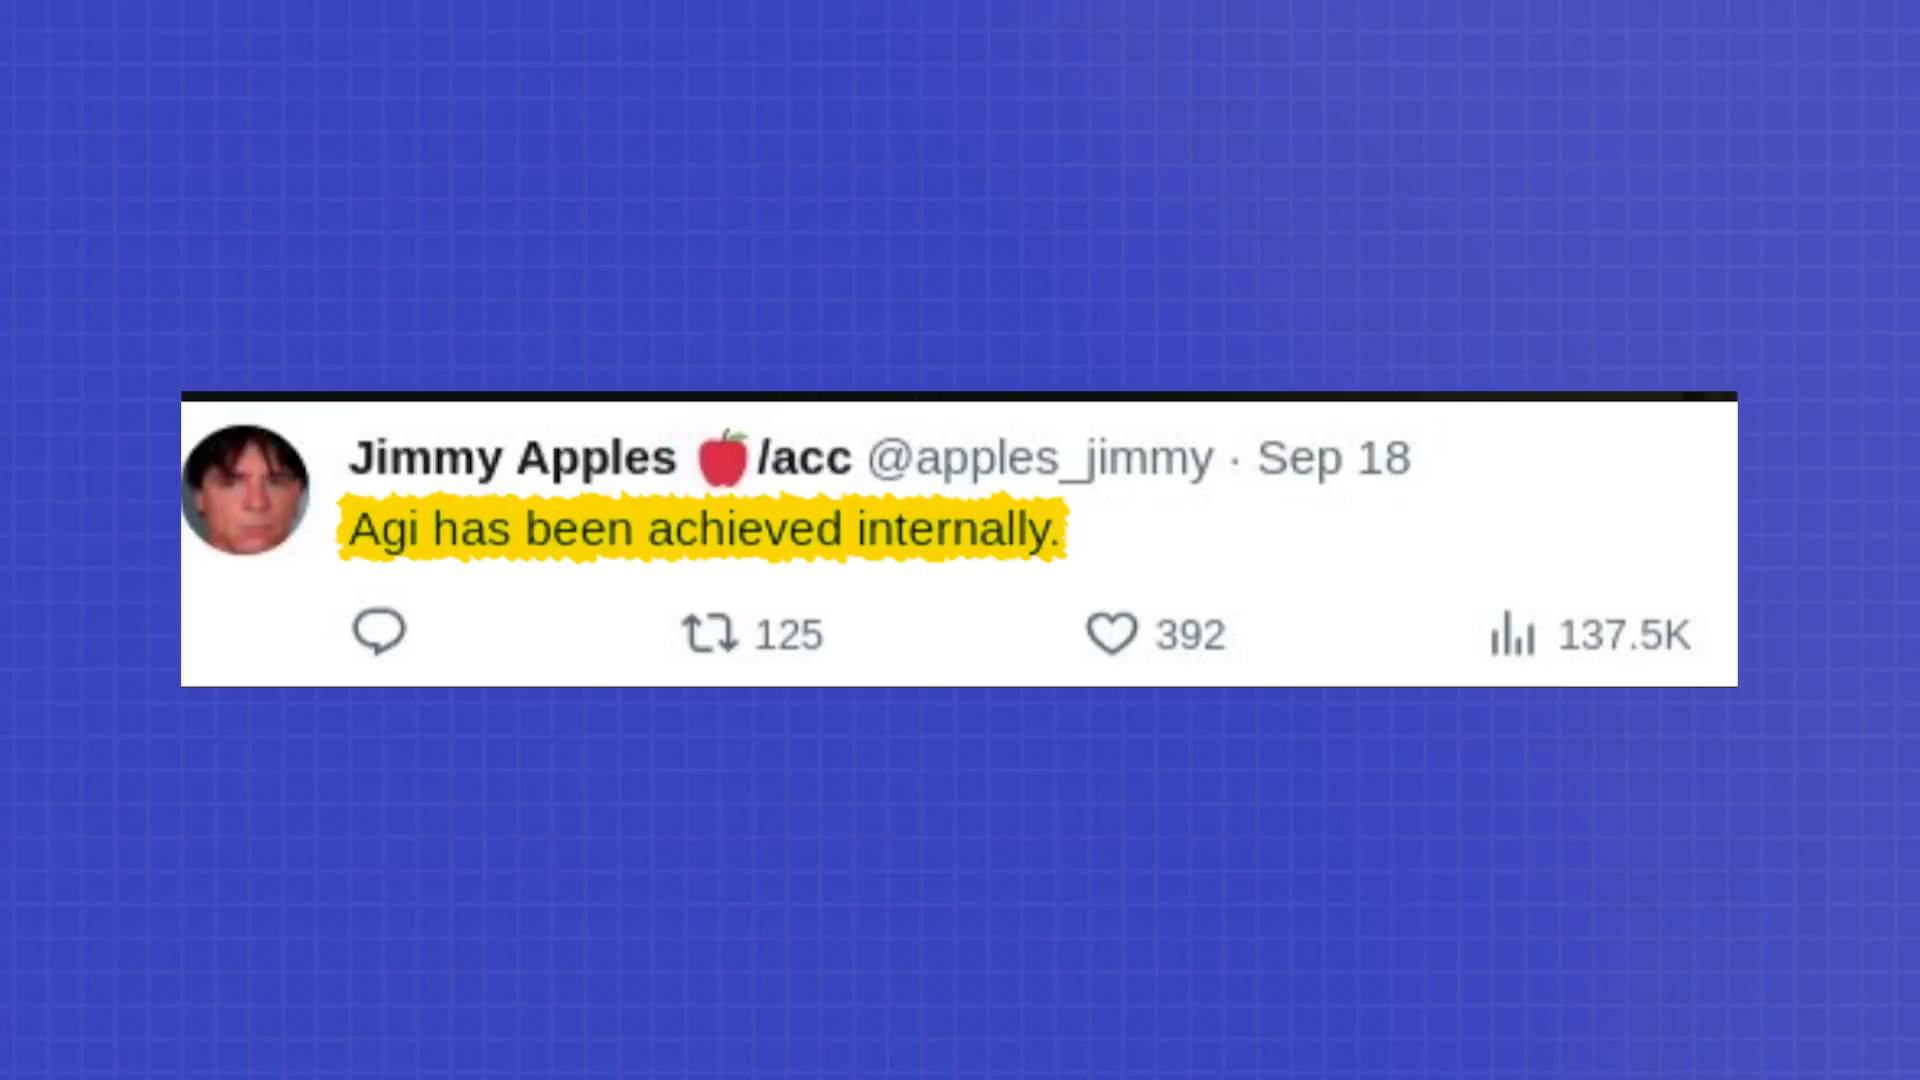 Jimmy Apples 🍎/acc @apples_jimmy · Sep 18
Agi has been achieved internally.
125 392 137.5K